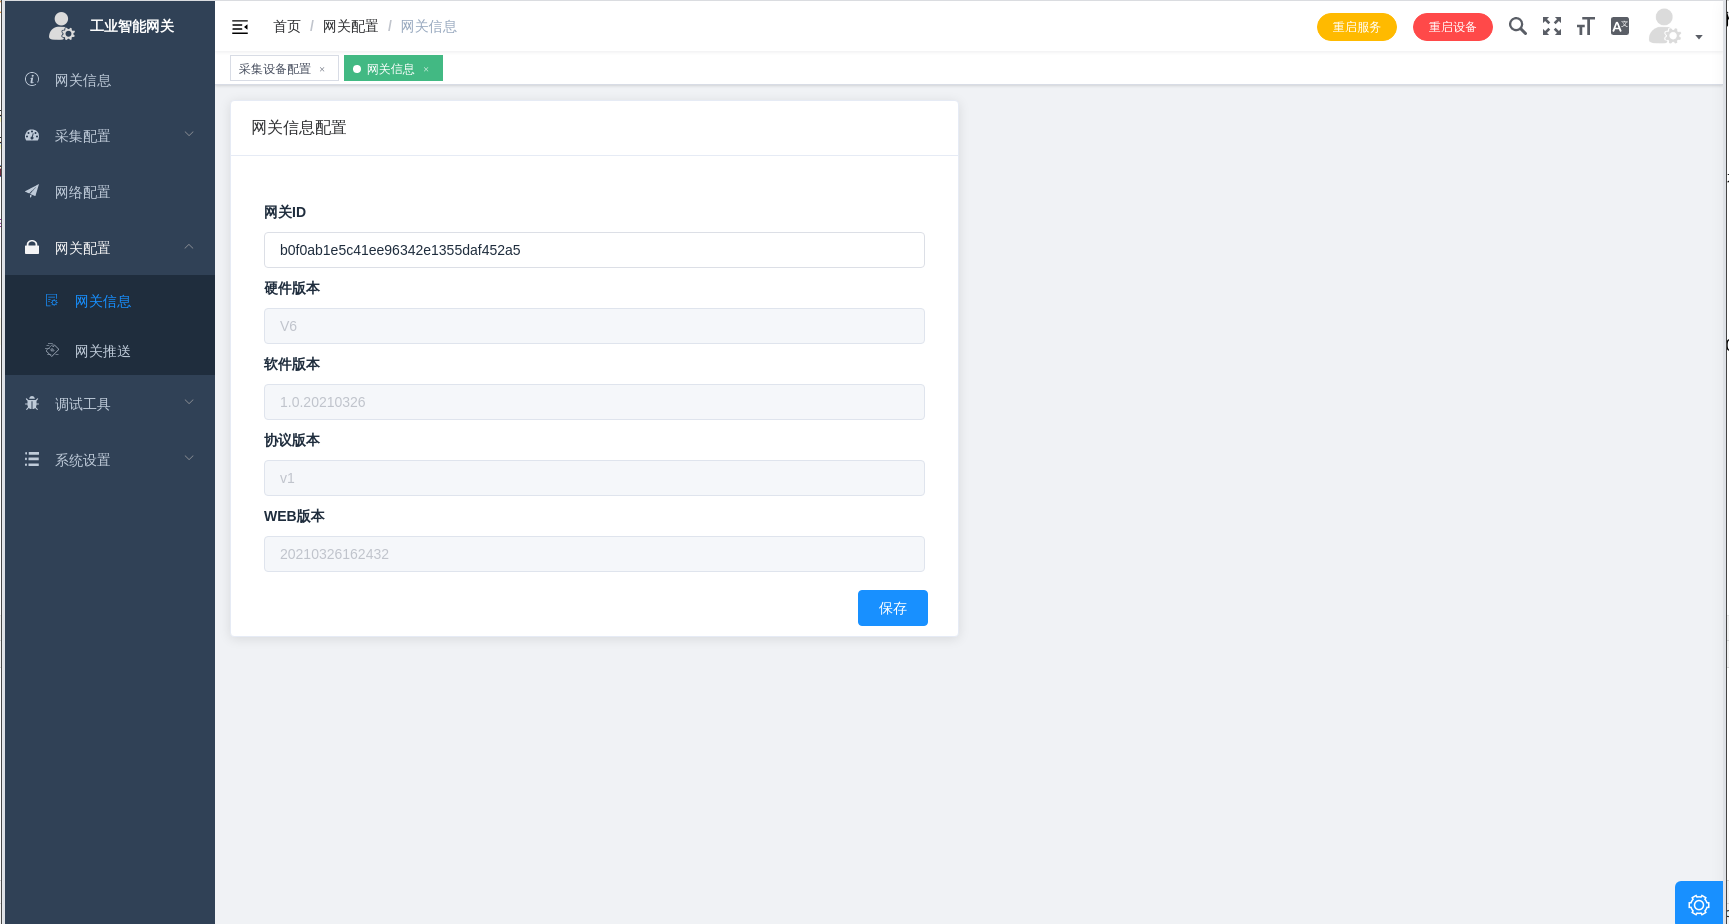 工业智能网关
首页 / 网关配置 / 网关信息
重启服务
重启设备
采集设备配置 ×
网关信息 ×
网关信息
采集配置
网络配置
网关配置
网关信息
网关推送
调试工具
系统设置
网关信息配置
网关ID
b0f0ab1e5c41ee96342e1355daf452a5
硬件版本
V6
软件版本
1.0.20210326
协议版本
v1
WEB版本
20210326162432
保存